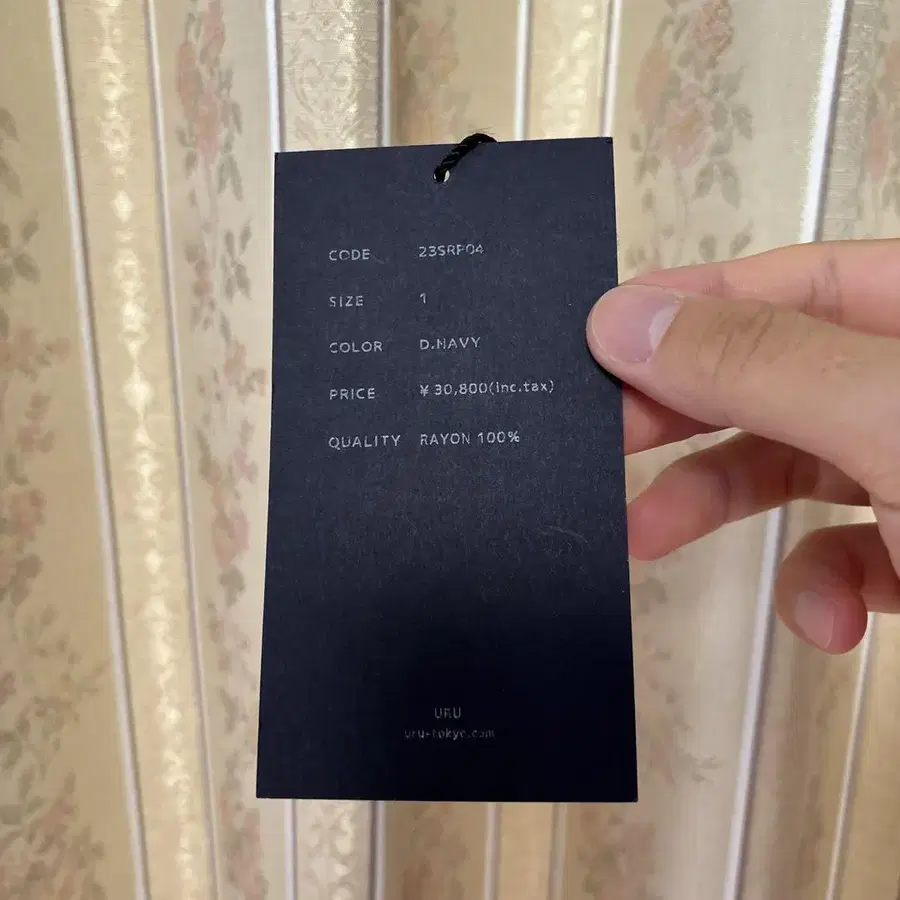 CODE 23SRP04
SIZE 1
COLOR D.NAVY
PRICE ¥ 30,800(inc.tax)
QUALITY RAYON 100%
URU
uru-tokyo.com